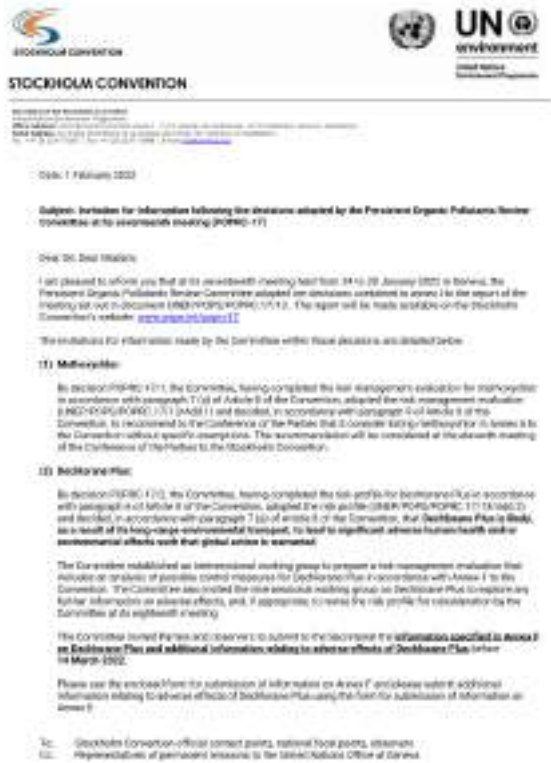 STOCKHOLM CONVENTION
UN
environment
United Nations
Environment Programme
STOCKHOLM CONVENTION
Date: 1 February 2022
Subject: Invitation for information following the decisions adopted by the Persistent Organic Pollutants Review
Committee at its seventeenth meeting (POPRC-17)
Dear Sir, Dear Madam,
I am pleased to inform you that at its seventeenth meeting held from 24 to 28 January 2022 in Geneva, the
Persistent Organic Pollutants Review Committee adopted decisions contained in annex I to the report of the
meeting set out in document UNEP/POPS/POPRC.17/13. The report will be made available on the Stockholm
Convention's website:
The invitations for information made by the Committee within those decisions are detailed below.
(1) Methoxychlor
By decision POPRC-17/1, the Committee, having completed the risk management evaluation for methoxychlor
in accordance with paragraph 7 (a) of Article 8 of the Convention, adopted the risk management evaluation
and decided, in accordance with paragraph 9 of Article 8 of the
Convention, to recommend to the Conference of the Parties that it consider listing methoxychlor in Annex A to
the Convention without specific exemptions. The recommendation will be considered at the eleventh meeting
of the Conference of the Parties to the Stockholm Convention.
(2) Dechlorane Plus:
By decision POPRC-17/2, the Committee, having completed the risk profile for Dechlorane Plus in accordance
with paragraph 6 of Article 8 of the Convention, adopted the risk profile
and decided, in accordance with paragraph 7 (a) of Article 8 of the Convention, that Dechlorane Plus is likely,
as a result of its long-range environmental transport, to lead to significant adverse human health and/or
environmental effects such that global action is warranted.
The Committee established an intersessional working group to prepare a risk management evaluation that
includes an analysis of possible control measures for Dechlorane Plus in accordance with Annex F to the
Convention. The Committee also invited the intersessional working group on Dechlorane Plus to explore any
further information on adverse effects, and, if appropriate, to revise the risk profile for consideration by the
Committee at its eighteenth meeting.
The Committee invited Parties and observers to submit to the Secretariat the information specified in Annex F
on Dechlorane Plus and additional information relating to adverse effects of Dechlorane Plus before
14 March 2022.
Please use the enclosed form for submission of information on Annex F and please submit additional
information relating to adverse effects of Dechlorane Plus using the form for submission of information on
Annex E.
To: Stockholm Convention official contact points, national focal points, observers
Cc: Representatives of permanent missions to the United Nations Office at Geneva